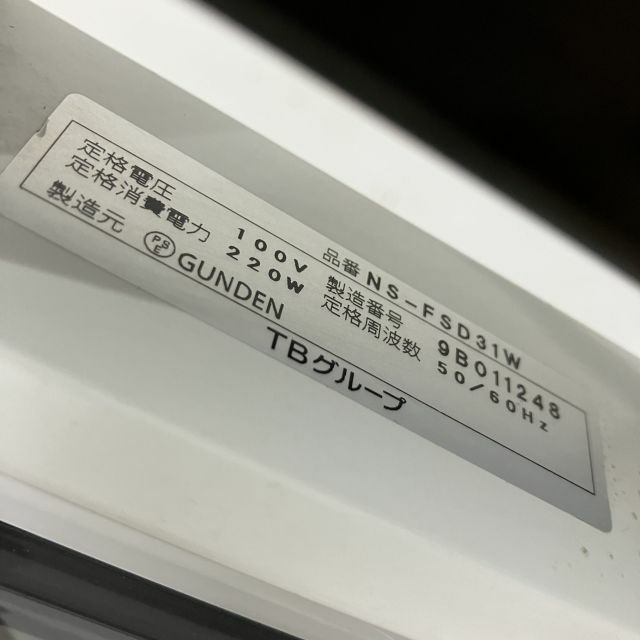 定格電圧 100V 品番 NS-FSD31W
定格消費電力 220W 製造番号 9B011248
製造元 GUNDEN 定格周波数 50/60Hz
TBグループ